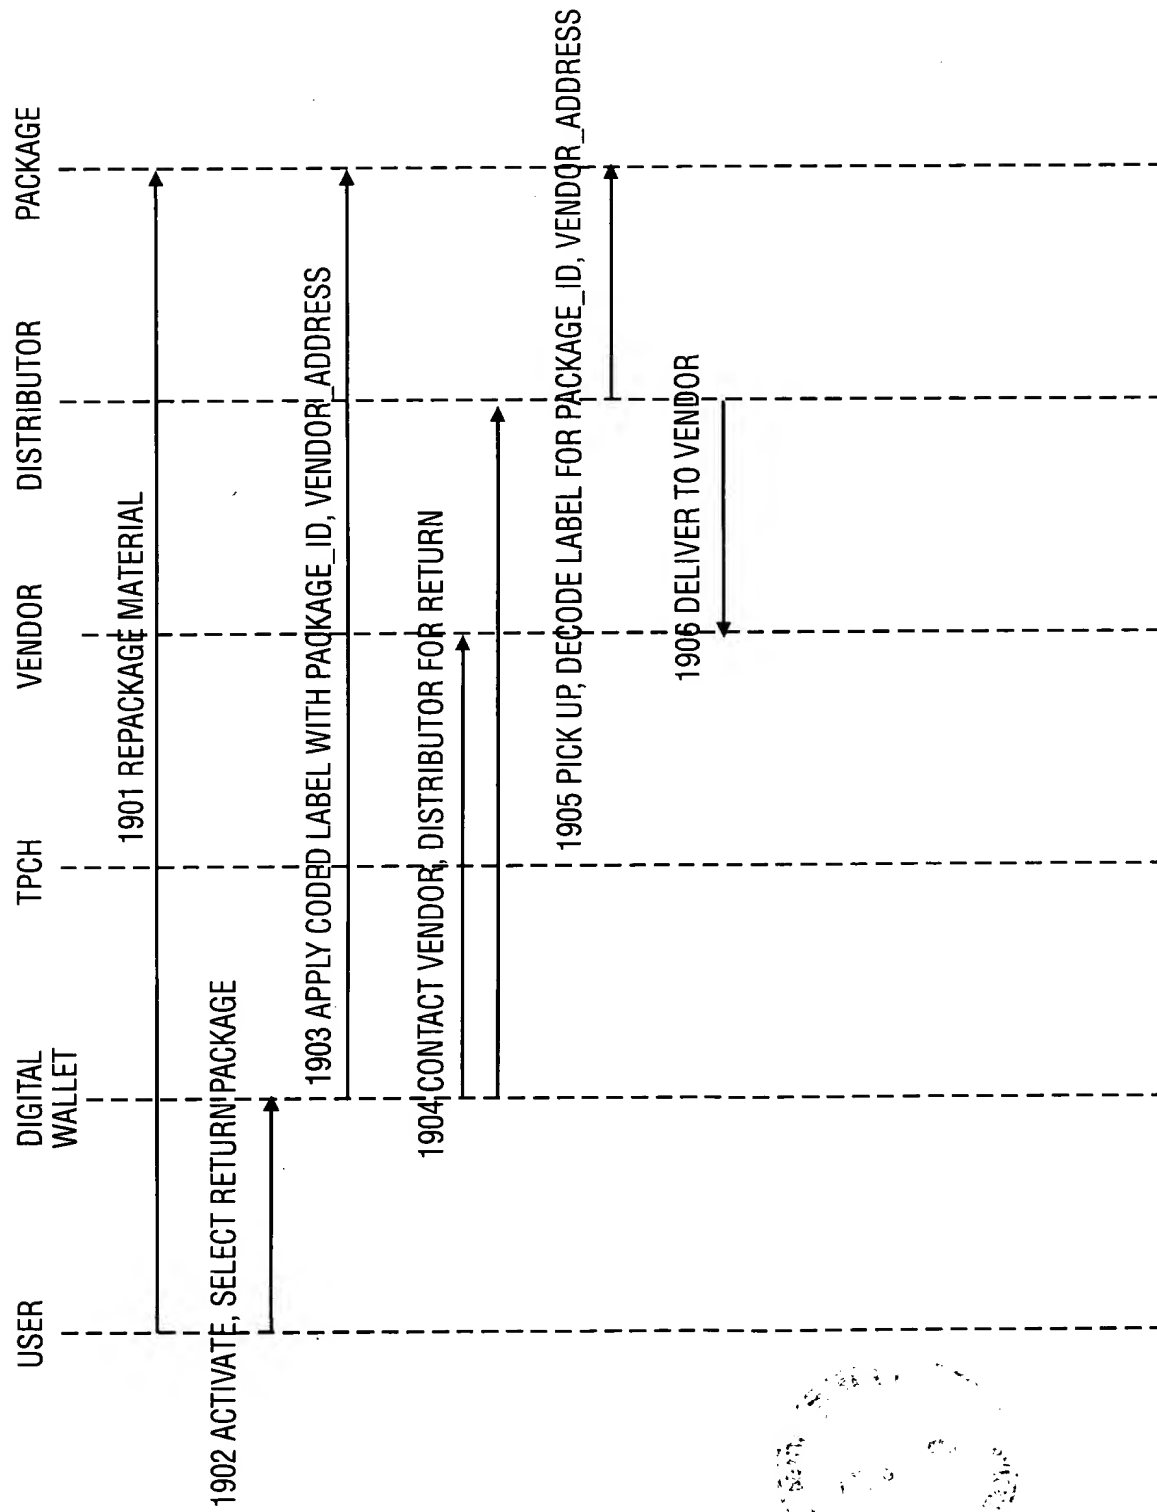 USER
DIGITAL
WALLET
TPCH
VENDOR
DISTRIBUTOR
PACKAGE
1901 REPACKAGE MATERIAL
1902 ACTIVATE, SELECT RETURN PACKAGE
1903 APPLY CODED LABEL WITH PACKAGE_ID, VENDOR_ADDRESS
1904 CONTACT VENDOR, DISTRIBUTOR FOR RETURN
1905 PICK UP, DECODE LABEL FOR PACKAGE_ID, VENDOR_ADDRESS
1906 DELIVER TO VENDOR